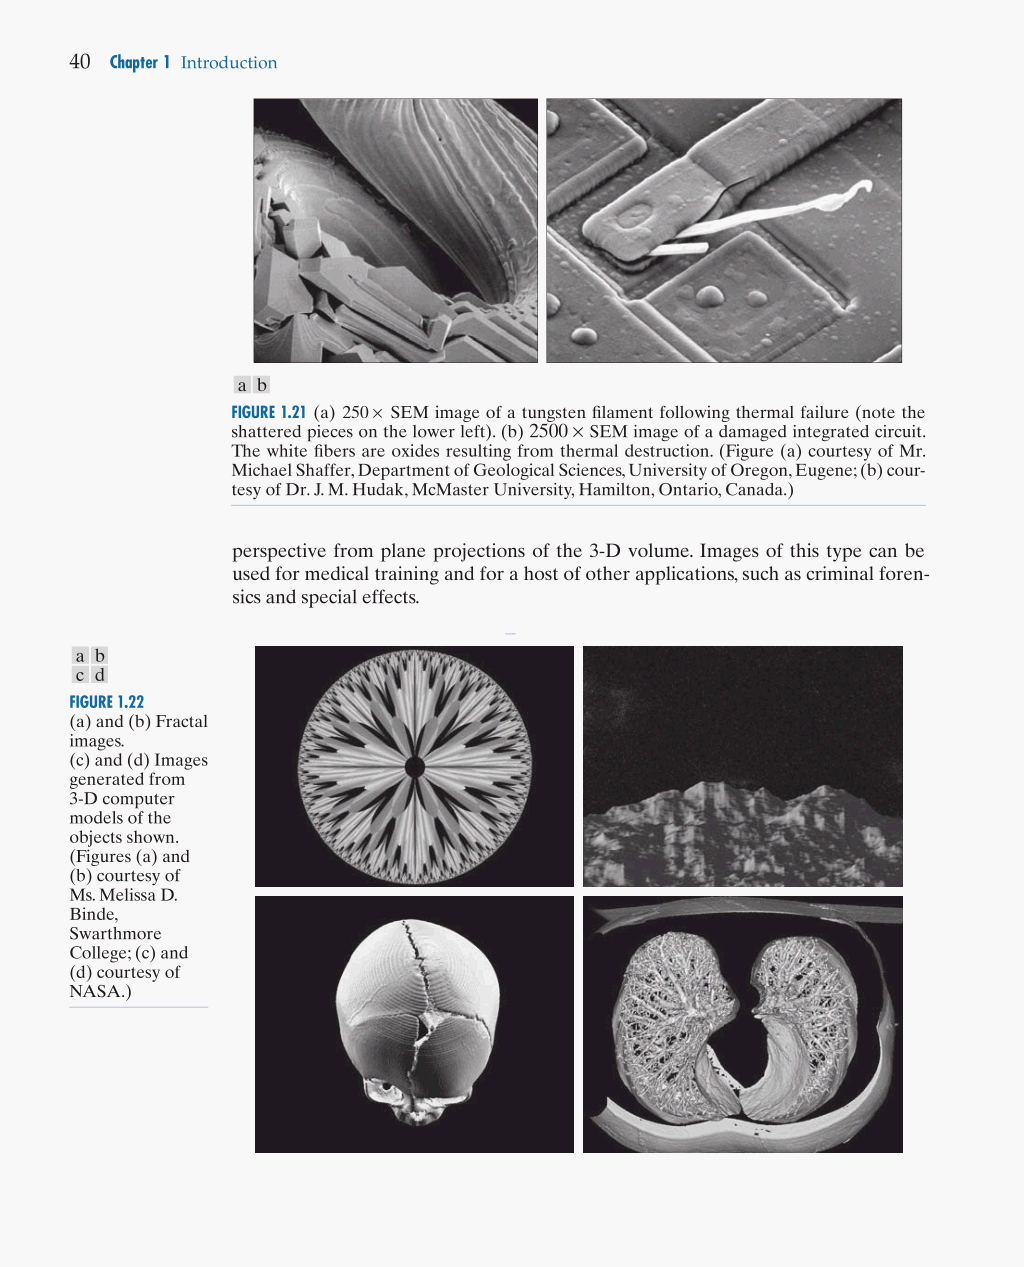 40 Chapter 1 Introduction
a b
FIGURE 1.21 (a) 250 × SEM image of a tungsten filament following thermal failure (note the
shattered pieces on the lower left). (b) 2500 × SEM image of a damaged integrated circuit.
The white fibers are oxides resulting from thermal destruction. (Figure (a) courtesy of Mr.
Michael Shaffer, Department of Geological Sciences, University of Oregon, Eugene; (b) cour-
tesy of Dr. J. M. Hudak, McMaster University, Hamilton, Ontario, Canada.)
perspective from plane projections of the 3-D volume. Images of this type can be
used for medical training and for a host of other applications, such as criminal foren-
sics and special effects.
a b
c d
FIGURE 1.22
(a) and (b) Fractal
images.
(c) and (d) Images
generated from
3-D computer
models of the
objects shown.
(Figures (a) and
(b) courtesy of
Ms. Melissa D.
Binde,
Swarthmore
College; (c) and
(d) courtesy of
NASA.)